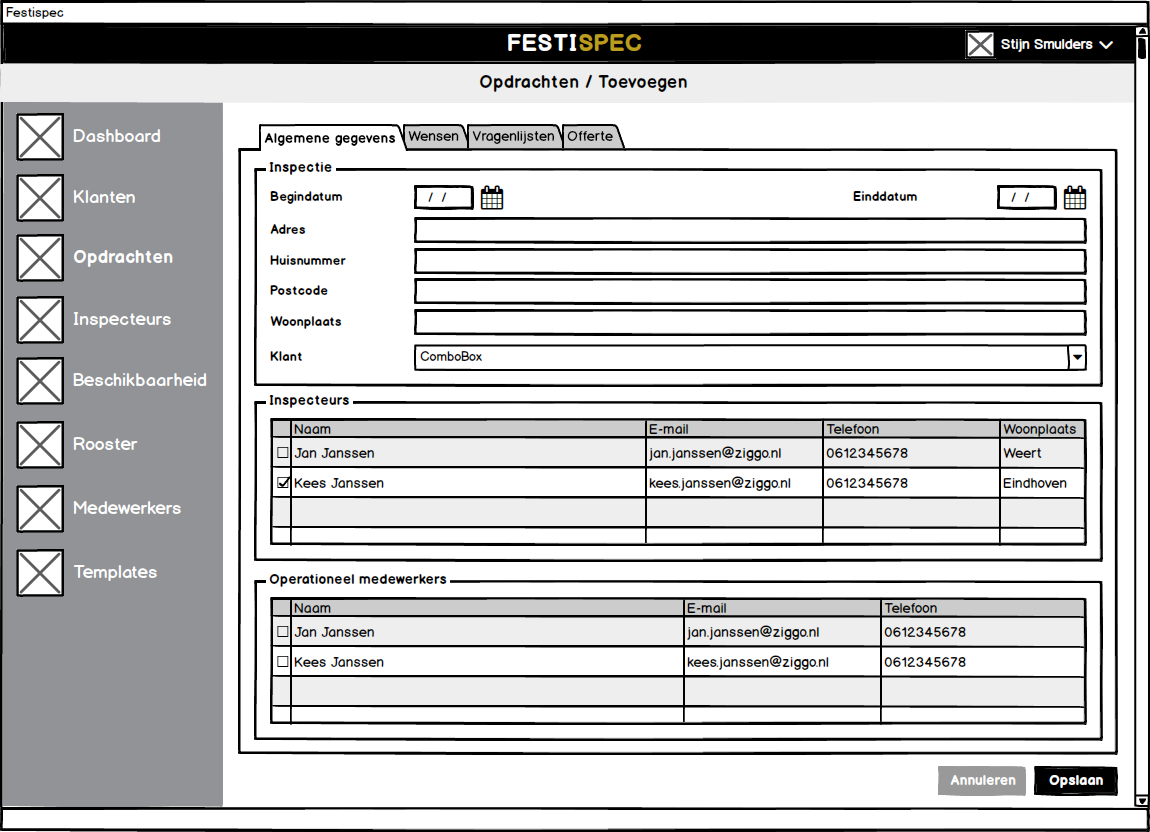 Festispec
FESTISPEC
Stijn Smulders
Opdrachten / Toevoegen
Dashboard
Klanten
Opdrachten
Inspecteurs
Beschikbaarheid
Rooster
Medewerkers
Templates
Algemene gegevens Wensen Vragenlijsten Offerte
Inspectie
Begindatum / / Einddatum / /
Adres
Huisnummer
Postcode
Woonplaats
Klant ComboBox
Inspecteurs
Naam E-mail Telefoon Woonplaats
Jan Janssen jan.janssen@ziggo.nl 0612345678 Weert
Kees Janssen kees.janssen@ziggo.nl 0612345678 Eindhoven
Operationeel medewerkers
Naam E-mail Telefoon
Jan Janssen jan.janssen@ziggo.nl 0612345678
Kees Janssen kees.janssen@ziggo.nl 0612345678
Annuleren Opslaan